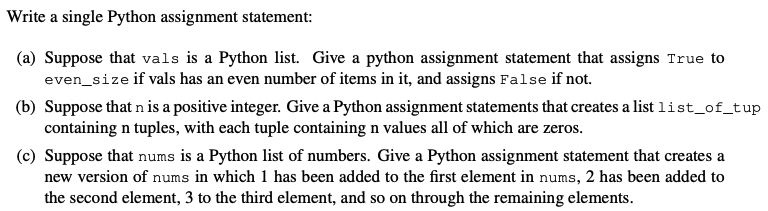 Write a single Python assignment statement:
(a) Suppose that vals is a Python list. Give a python assignment statement that assigns True to
even_size if vals has an even number of items in it, and assigns False if not.
(b) Suppose that n is a positive integer. Give a Python assignment statements that creates a list list_of_tup
containing n tuples, with each tuple containing n values all of which are zeros.
(c) Suppose that nums is a Python list of numbers. Give a Python assignment statement that creates a
new version of nums in which 1 has been added to the first element in nums, 2 has been added to
the second element, 3 to the third element, and so on through the remaining elements.